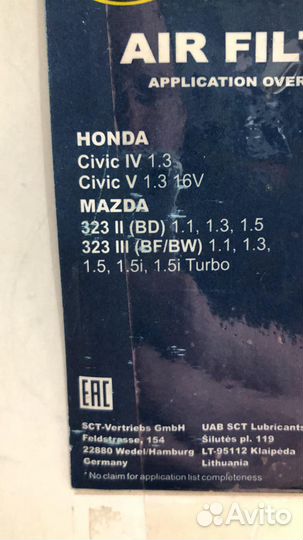 AIR FIL
APPLICATION OVER
HONDA
Civic IV 1.3
Civic V 1.3 16V
MAZDA
323 II (BD) 1.1, 1.3, 1.5
323 III (BF/BW) 1.1, 1.3,
1.5, 1.5i, 1.5i Turbo
EAC
SCT-Vertriebs GmbH UAB SCT Lubricants
Feldstrasse, 154 Šilutės pl. 119
22880 Wedel/Hamburg LT-95112 Klaipėda
Germany Lithuania
* No claim for application list completeness
Avito